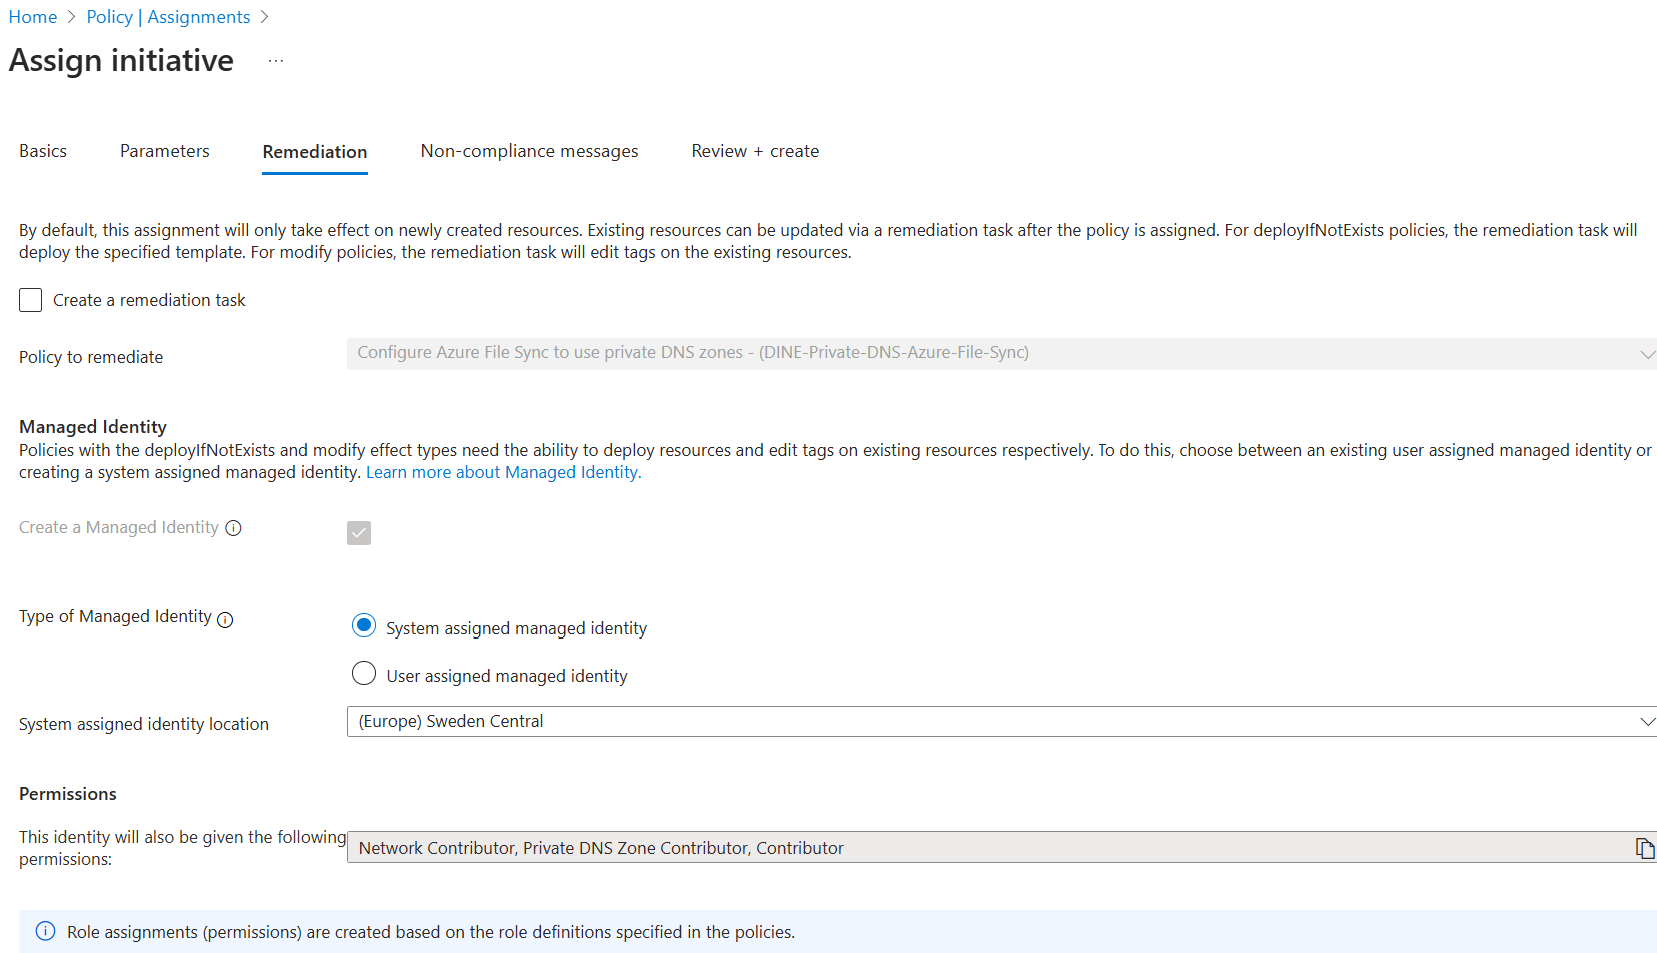 Home > Policy | Assignments >
Assign initiative ...
Basics Parameters Remediation Non-compliance messages Review + create
By default, this assignment will only take effect on newly created resources. Existing resources can be updated via a remediation task after the policy is assigned. For deployIfNotExists policies, the remediation task will
deploy the specified template. For modify policies, the remediation task will edit tags on the existing resources.
Create a remediation task
Policy to remediate Configure Azure File Sync to use private DNS zones - (DINE-Private-DNS-Azure-File-Sync)
Managed Identity
Policies with the deployIfNotExists and modify effect types need the ability to deploy resources and edit tags on existing resources respectively. To do this, choose between an existing user assigned managed identity or
creating a system assigned managed identity. Learn more about Managed Identity.
Create a Managed Identity
Type of Managed Identity
System assigned managed identity
User assigned managed identity
System assigned identity location (Europe) Sweden Central
Permissions
This identity will also be given the following
permissions:
Network Contributor, Private DNS Zone Contributor, Contributor
Role assignments (permissions) are created based on the role definitions specified in the policies.